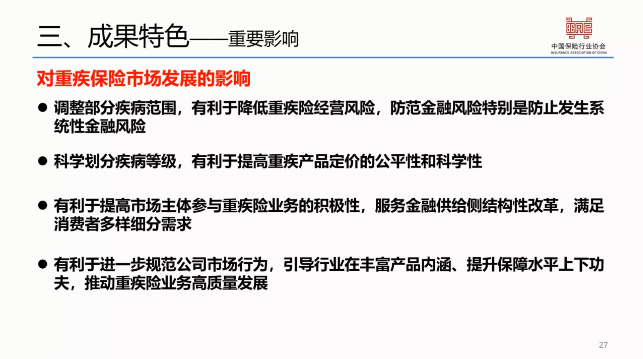 三、成果特色——重要影响
中国保险行业协会
INSURANCE ASSOCIATION OF CHINA
对重疾保险市场发展的影响
● 调整部分疾病范围，有利于降低重疾险经营风险，防范金融风险特别是防止发生系
统性金融风险
● 科学划分疾病等级，有利于提高重疾产品定价的公平性和科学性
● 有利于提高市场主体参与重疾险业务的积极性，服务金融供给侧结构性改革，满足
消费者多样细分需求
● 有利于进一步规范公司市场行为，引导行业在丰富产品内涵、提升保障水平上下功
夫，推动重疾险业务高质量发展
27